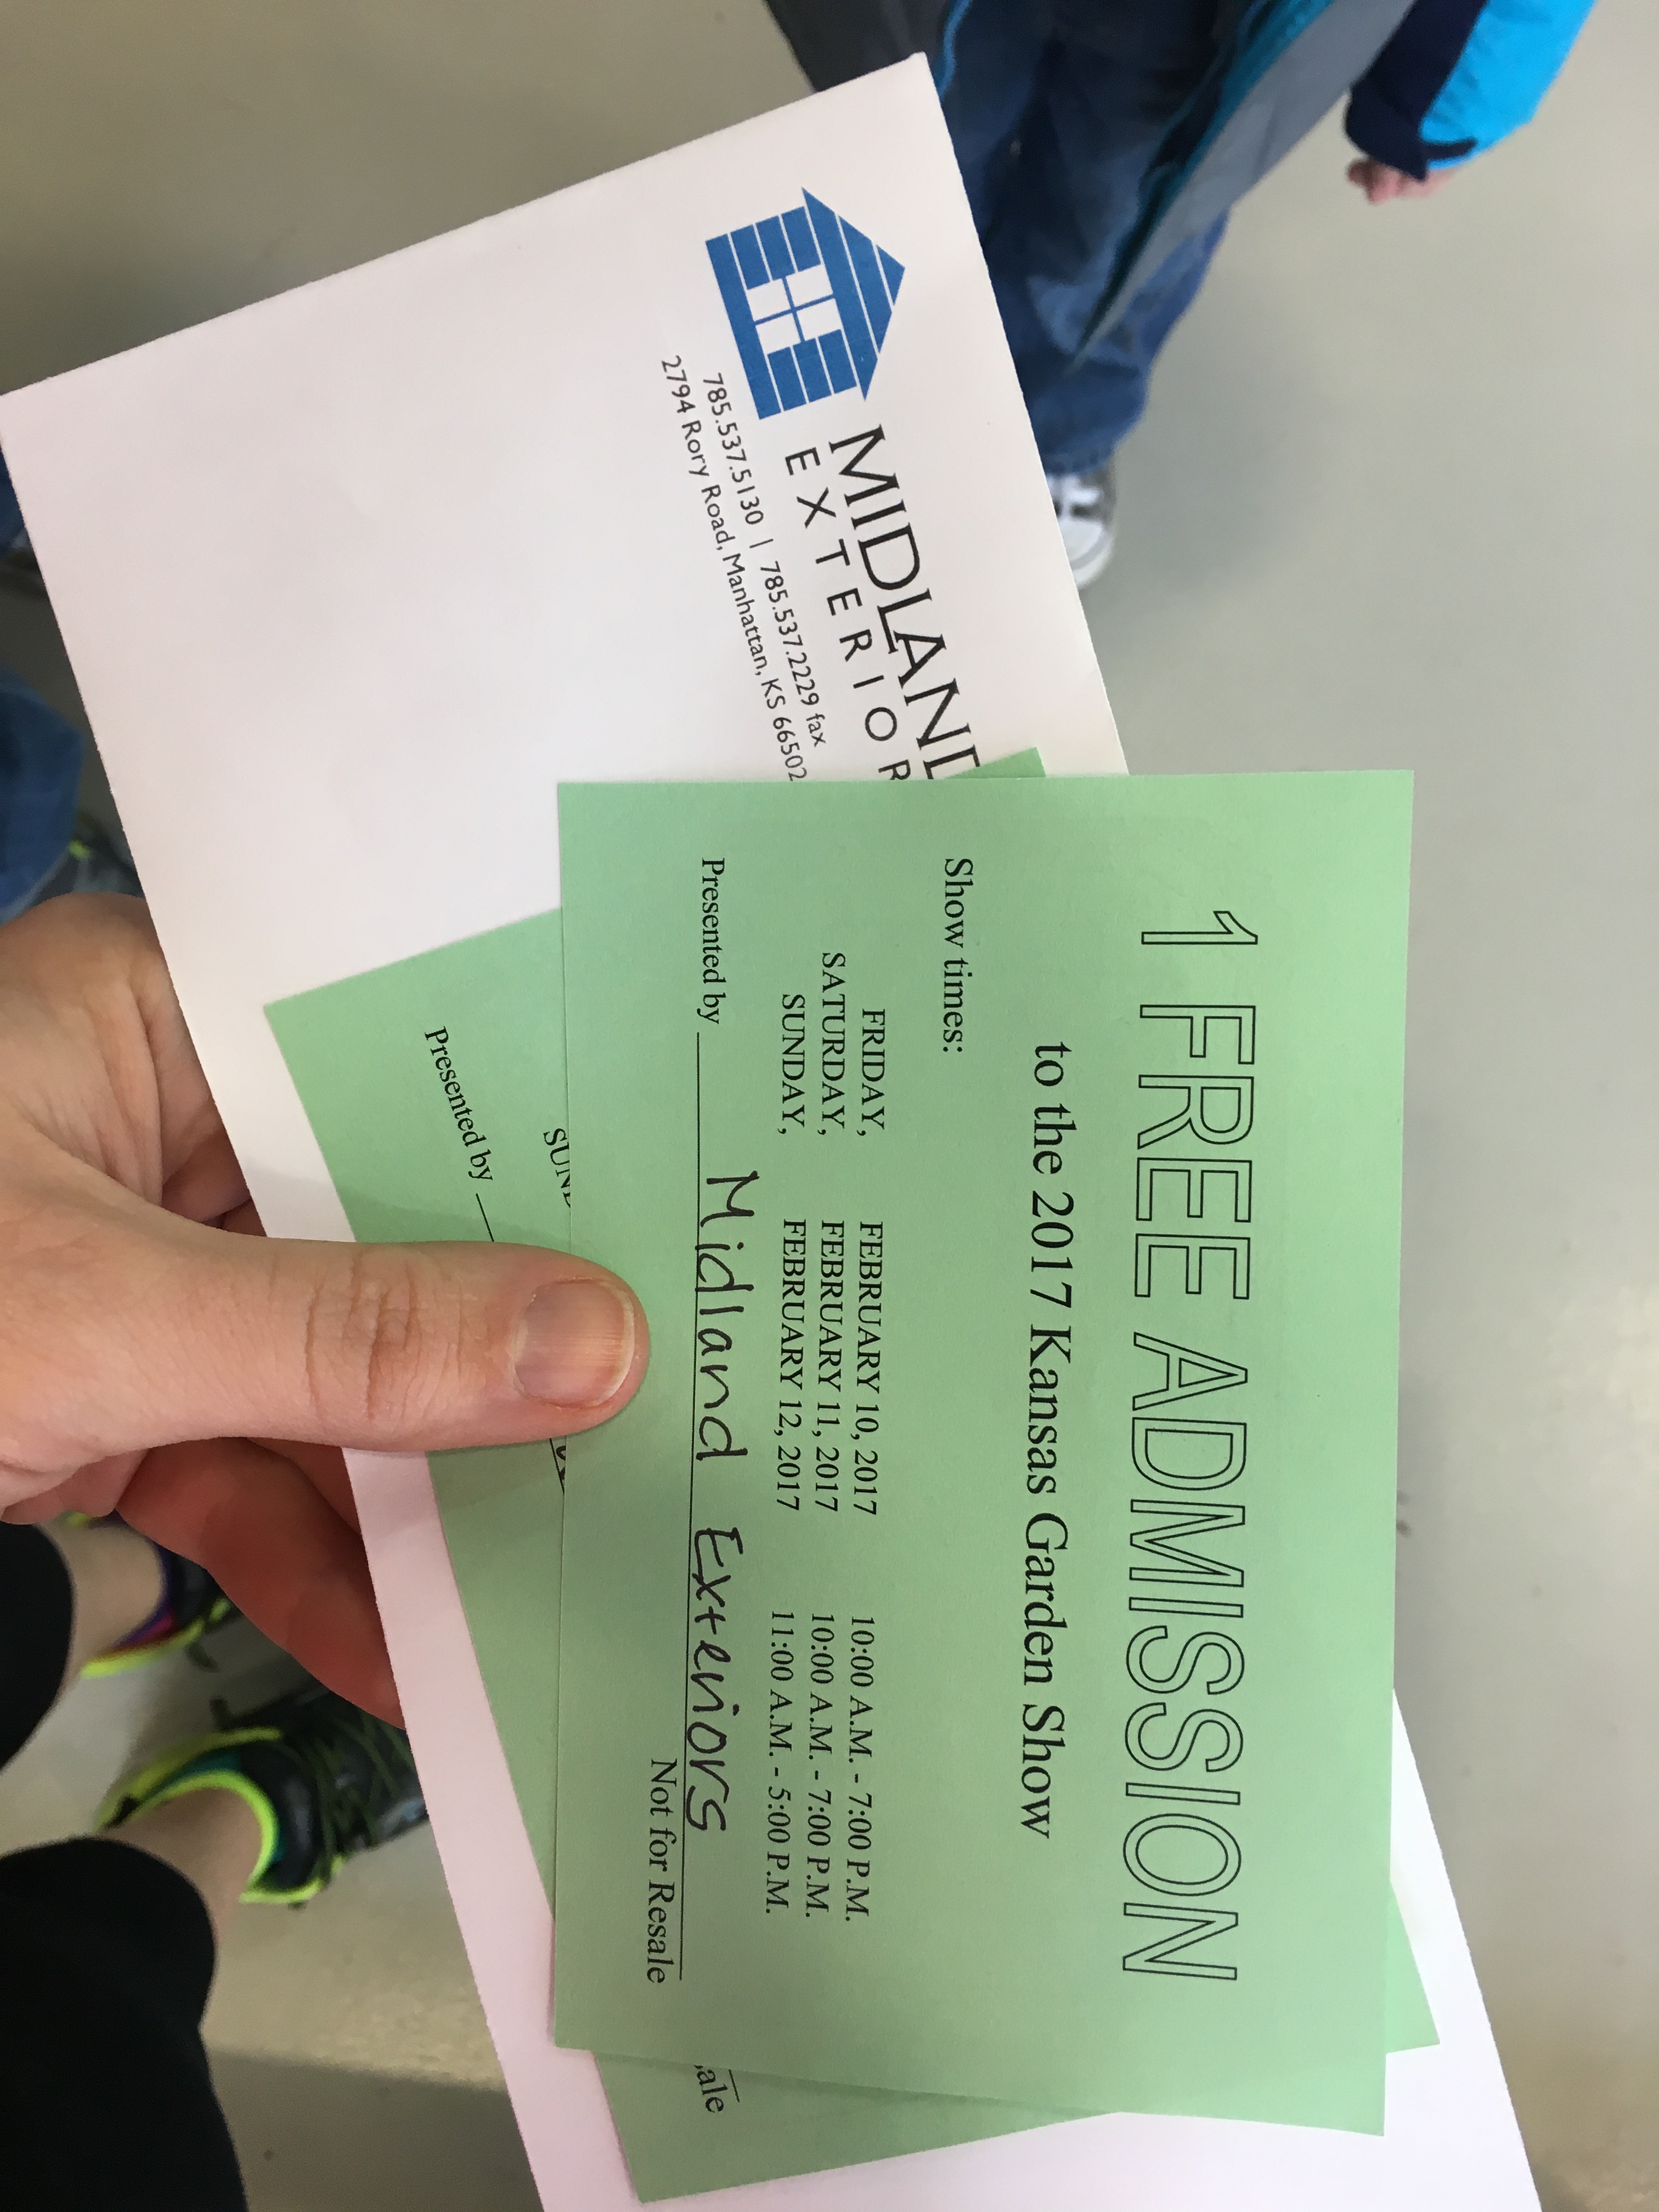 MIDLAND
EXTERIOR
785.537.5130 | 785.537.2229 fax
2794 Rory Road, Manhattan, KS 66502
1 FREE ADMISSION
to the 2017 Kansas Garden Show
Show times:
FRIDAY, FEBRUARY 10, 2017 10:00 A.M. - 7:00 P.M.
SATURDAY, FEBRUARY 11, 2017 10:00 A.M. - 7:00 P.M.
SUNDAY, FEBRUARY 12, 2017 11:00 A.M. - 5:00 P.M.
Presented by Midland Exteriors
Not for Resale
SUND
Presented by
ale